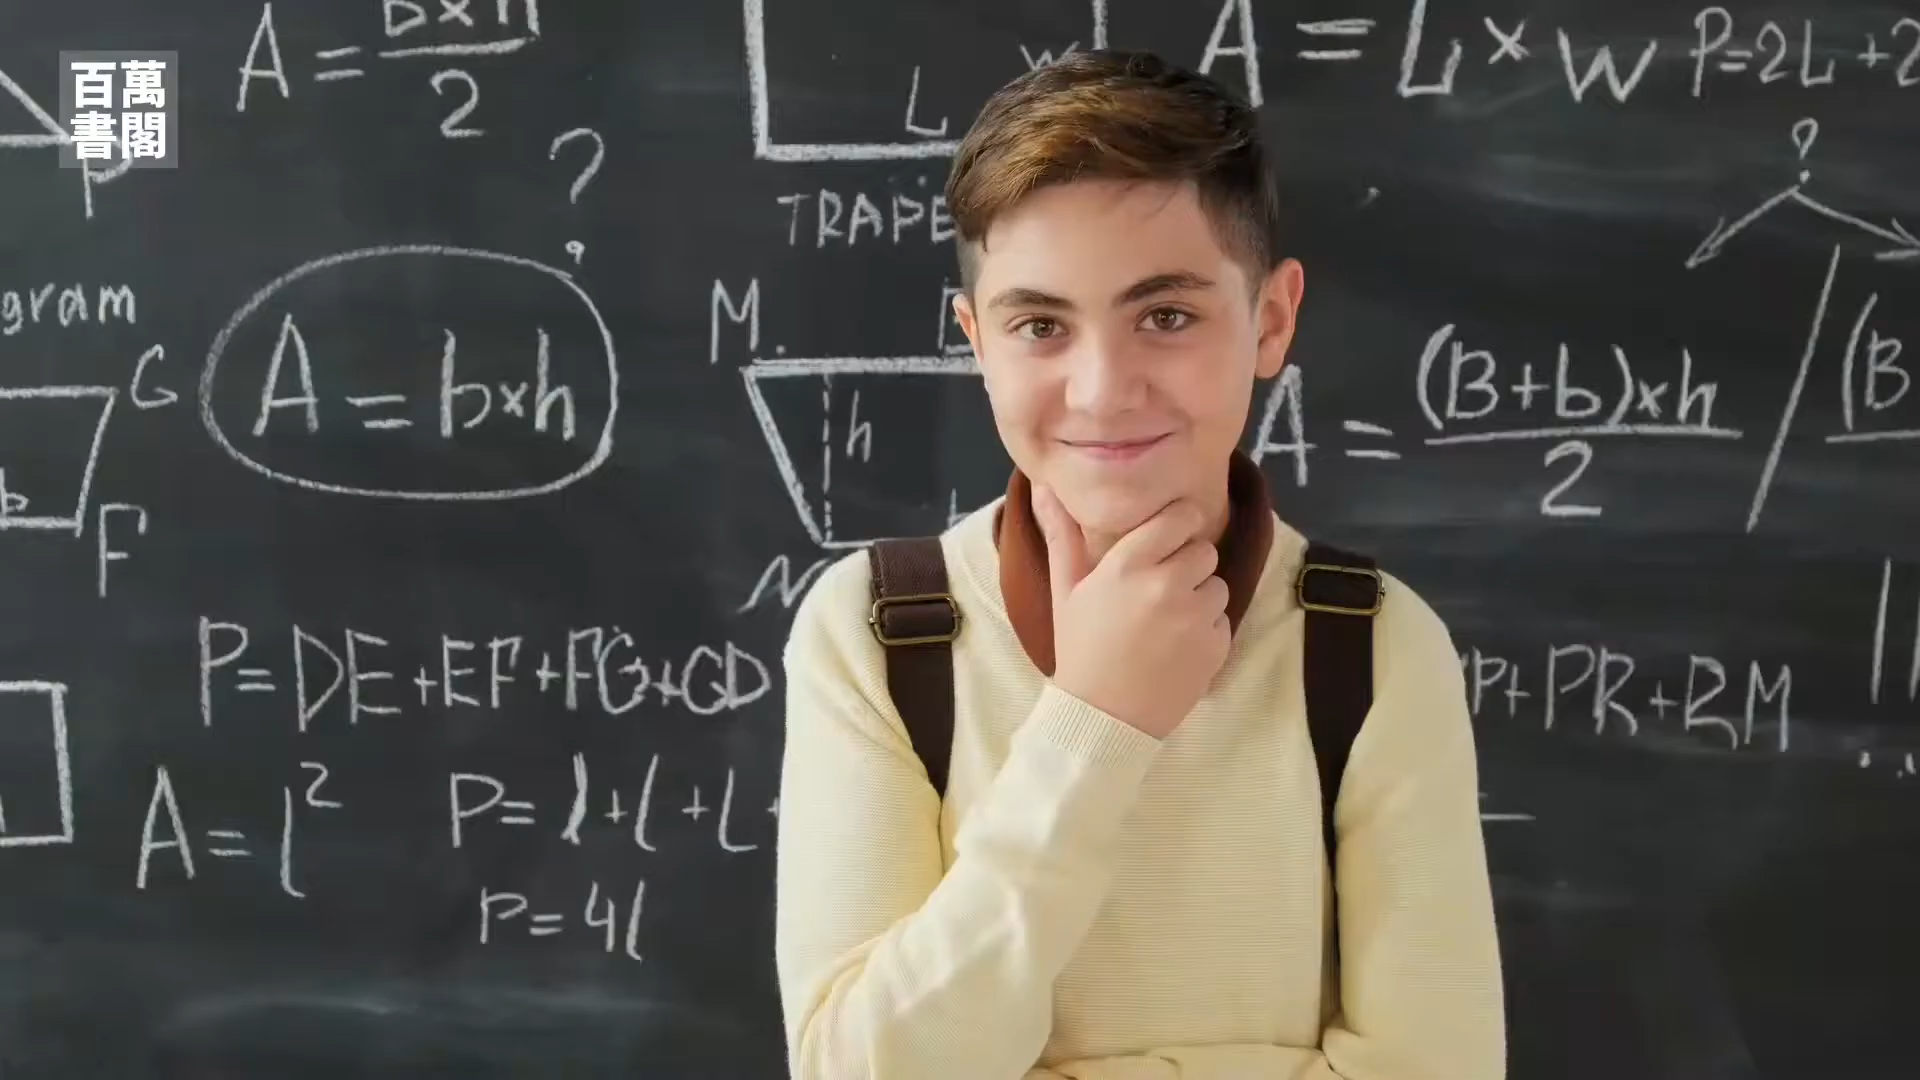 百萬
書閣
A = b×h / 2
L
W
A = L × W
P=2L +2
?
P
?
TRAPE
?
gram
G
A = b×h
M
h
A = (B+b)×h / 2
(B
b
F
N
P= DE+EF+FG+GD
P+PR+RM
A = l²
P= l+l+L+
P= 4l